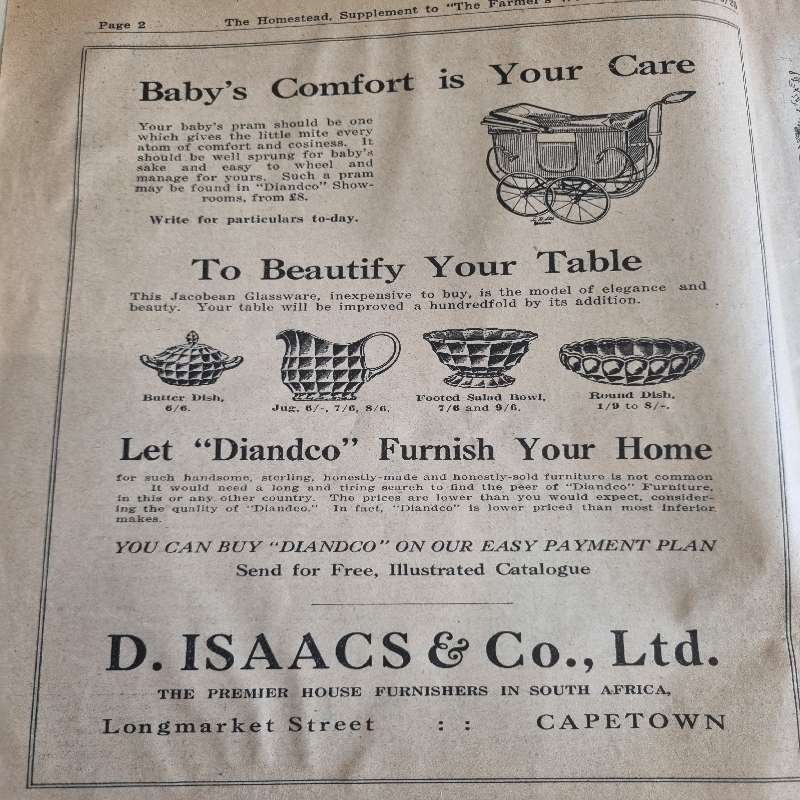 Page 2
The Homestead, Supplement to "The Farmer's
Baby's Comfort is Your Care
Your baby's pram should be one
which gives the little mite every
atom of comfort and cosiness. It
should be well sprung for baby's
sake and easy to wheel and
manage for yours. Such a pram
may be found in "Diandco" Show-
rooms, from £8.
Write for particulars to-day.
To Beautify Your Table
This Jacobean Glassware, inexpensive to buy, is the model of elegance and
beauty. Your table will be improved a hundredfold by its addition.
Butter Dish,
6/6.
Jug, 6/-, 7/6, 8/6.
Footed Salad Bowl,
7/6 and 9/6.
Round Dish,
1/9 to 8/-.
Let "Diandco" Furnish Your Home
for such handsome, sterling, honestly-made and honestly-sold furniture is not common
It would need a long and tiring search to find the peer of "Diandco" Furniture,
in this or any other country. The prices are lower than you would expect, consider-
ing the quality of "Diandco." In fact, "Diandco" is lower priced than most inferior
makes.
YOU CAN BUY "DIANDCO" ON OUR EASY PAYMENT PLAN
Send for Free, Illustrated Catalogue
D. ISAACS & Co., Ltd.
THE PREMIER HOUSE FURNISHERS IN SOUTH AFRICA,
Longmarket Street : : CAPETOWN